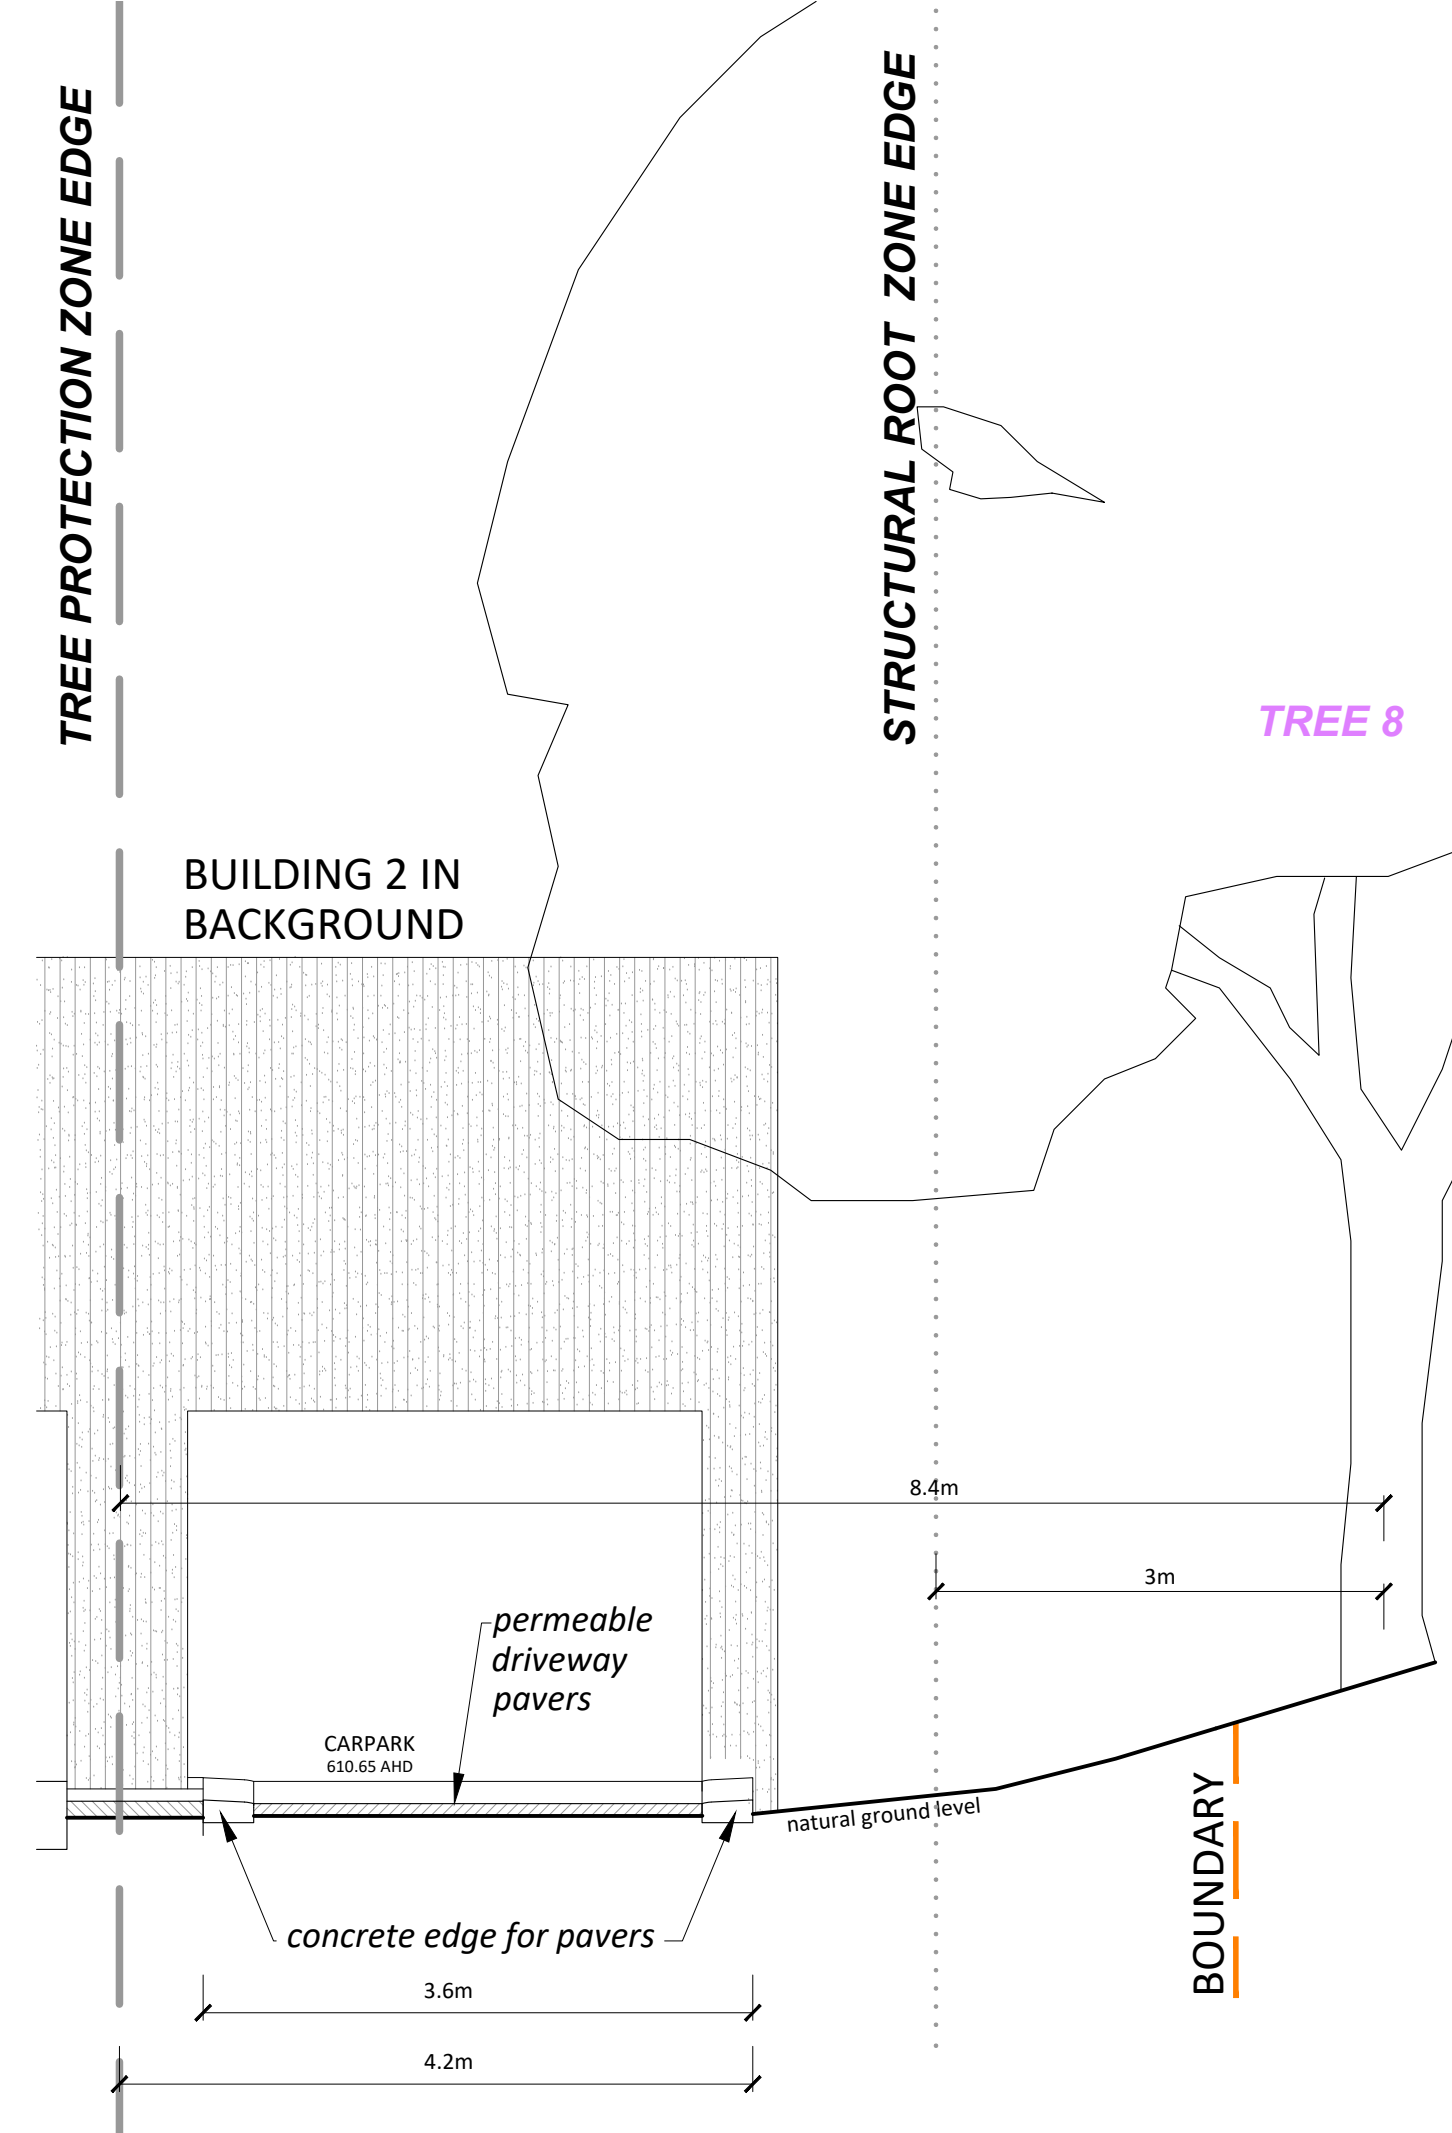 TREE PROTECTION ZONE EDGE
STRUCTURAL ROOT  ZONE EDGE
TREE 8
BUILDING 2 IN
BACKGROUND
8.4m
3m
permeable
driveway
pavers
CARPARK
610.65 AHD
natural ground level
BOUNDARY
concrete edge for pavers
3.6m
4.2m